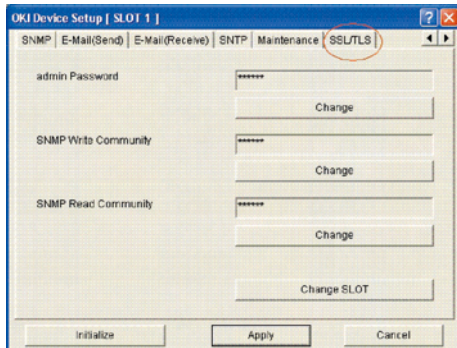 OKI Device Setup [ SLOT 1 ]
SNMP E-Mail(Send) E-Mail(Receive) SNTP Maintenance SSL/TLS
admin Password ******
Change
SNMP Write Community ******
Change
SNMP Read Community ******
Change
Change SLOT
Initialize Apply Cancel